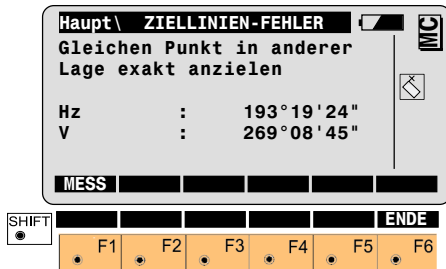 Haupt\ ZIELLINIEN-FEHLER MC
Gleichen Punkt in anderer
Lage exakt anzielen
Hz : 193°19'24"
V : 269°08'45"
MESS
SHIFT ENDE
F1 F2 F3 F4 F5 F6